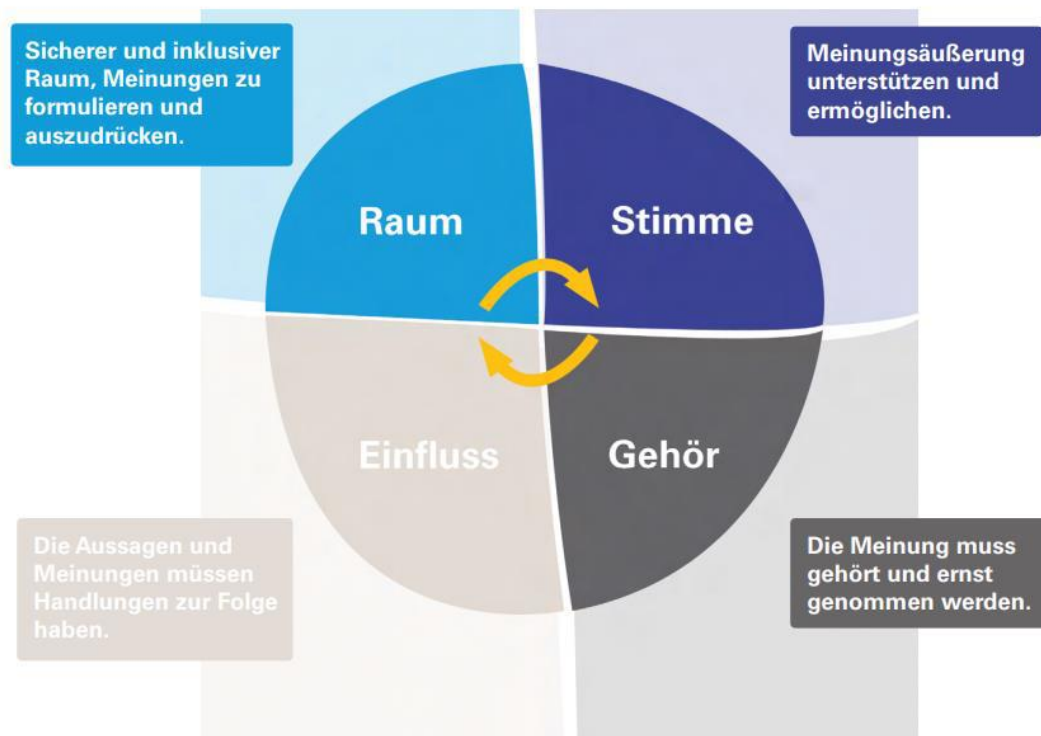 Sicherer und inklusiver
Raum, Meinungen zu
formulieren und
auszudrücken.
Meinungsäußerung
unterstützen und
ermöglichen.
Raum
Stimme
Einfluss
Gehör
Die Aussagen und
Meinungen müssen
Handlungen zur Folge
haben.
Die Meinung muss
gehört und ernst
genommen werden.